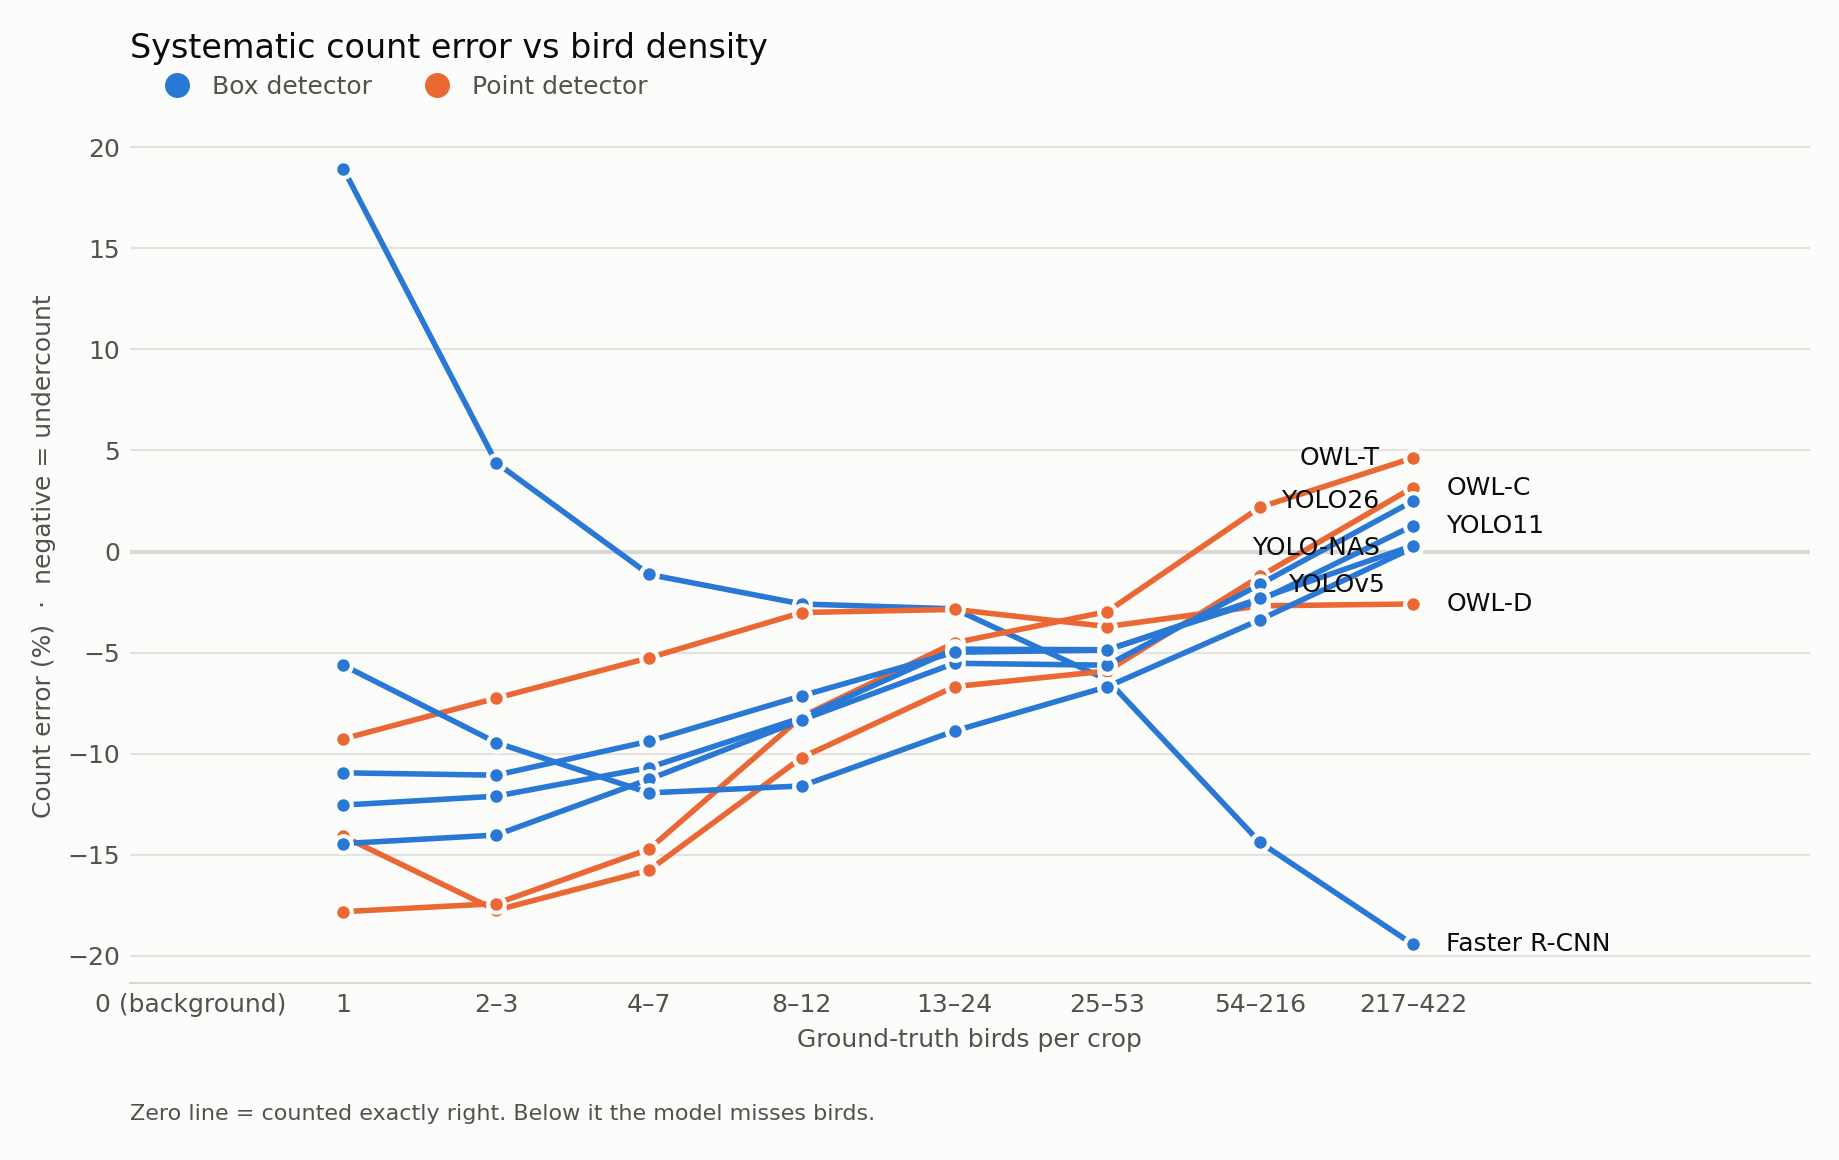 Systematic count error vs bird density
Box detector
Point detector
Count error (%) · negative = undercount
20
15
10
5
0
−5
−10
−15
−20
OWL-T
OWL-C
YOLO26
YOLO11
YOLO-NAS
YOLOv5
OWL-D
Faster R-CNN
0 (background)
1
2–3
4–7
8–12
13–24
25–53
54–216
217–422
Ground-truth birds per crop
Zero line = counted exactly right. Below it the model misses birds.